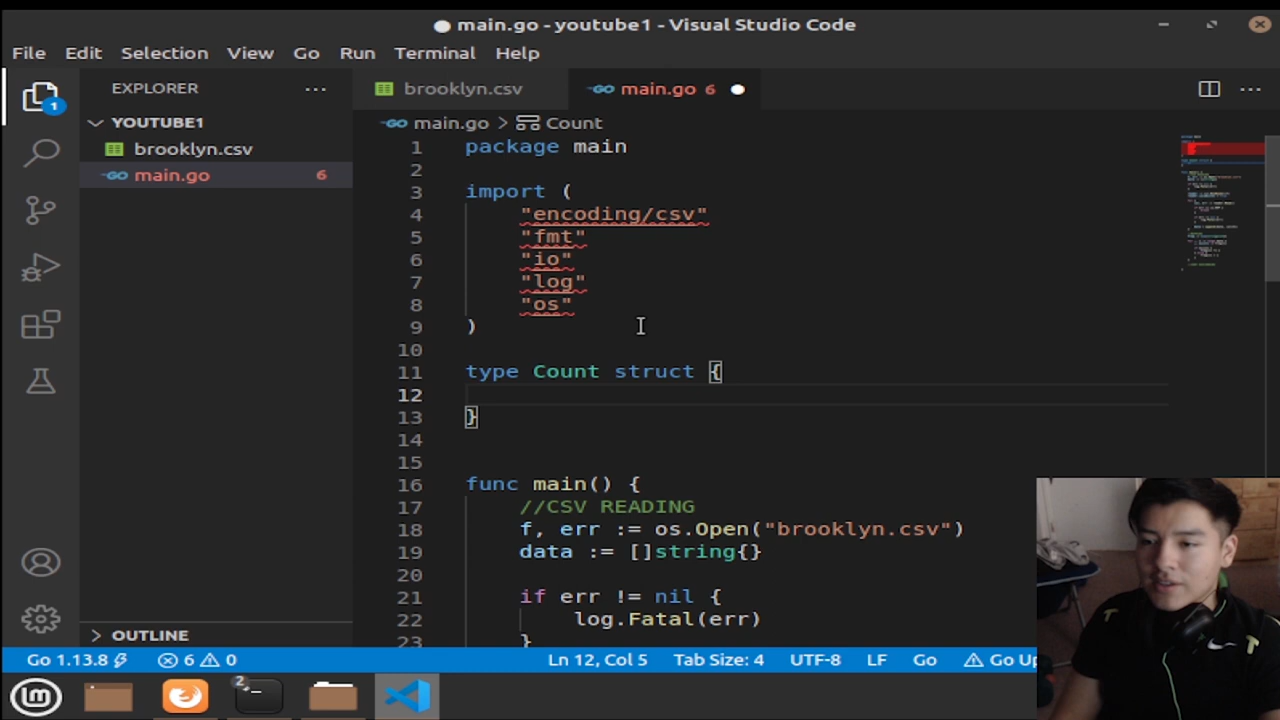 main.go - youtube1 - Visual Studio Code
File Edit Selection View Go Run Terminal Help
1
EXPLORER
YOUTUBE1
brooklyn.csv
main.go 6
brooklyn.csv
main.go 6
main.go > Count
1 package main
2
3 import (
4 "encoding/csv"
5 "fmt"
6 "io"
7 "log"
8 "os"
9 )
10
11 type Count struct {
12
13 }
14
15
16 func main() {
17 //CSV READING
18 f, err := os.Open("brooklyn.csv")
19 data := []string{}
20
21 if err != nil {
22 log.Fatal(err)
23 }
OUTLINE
Go 1.13.8 6 0 Ln 12, Col 5 Tab Size: 4 UTF-8 LF Go Go Up
2